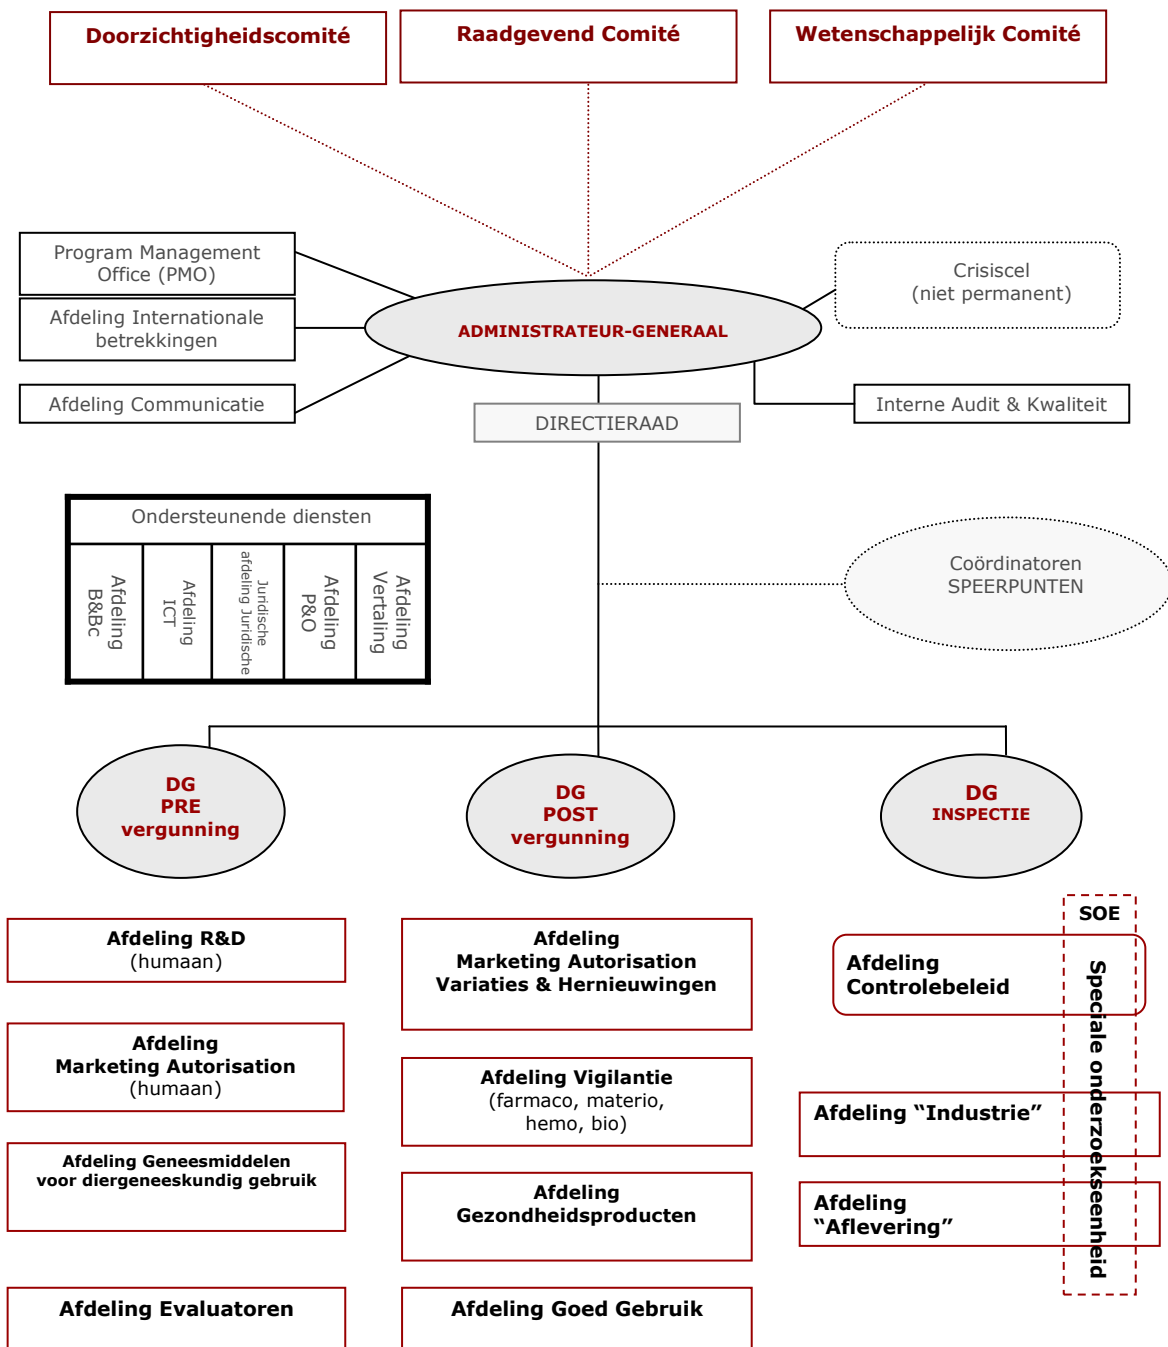 Doorzichtigheidscomité
Raadgevend Comité
Wetenschappelijk Comité
Program Management
Office (PMO)
Afdeling Internationale
betrekkingen
Afdeling Communicatie
ADMINISTRATEUR-GENERAAL
Crisiscel
(niet permanent)
Interne Audit & Kwaliteit
DIRECTIERAAD
Ondersteunende diensten
Afdeling
B&Bc
Afdeling
ICT
Juridische
afdeling Juridische
Afdeling
P&O
Afdeling
Vertaling
Coördinatoren
SPEERPUNTEN
DG
PRE
vergunning
DG
POST
vergunning
DG
INSPECTIE
Afdeling R&D
(humaan)
Afdeling
Marketing Autorisation
(humaan)
Afdeling Geneesmiddelen
voor diergeneeskundig gebruik
Afdeling Evaluatoren
Afdeling
Marketing Autorisation
Variaties & Hernieuwingen
Afdeling Vigilantie
(farmaco, materio,
hemo, bio)
Afdeling
Gezondheidsproducten
Afdeling Goed Gebruik
SOE
Speciale onderzoekseenheid
Afdeling
Controlebeleid
Afdeling “Industrie”
Afdeling
“Aflevering”